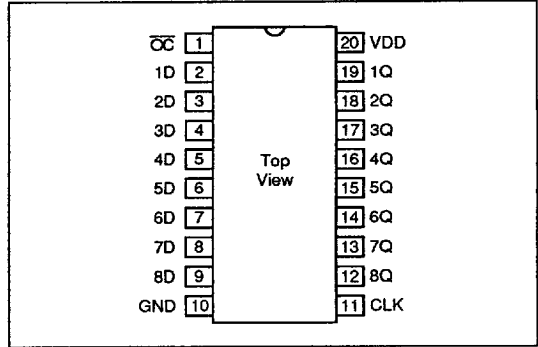 O̅C̅ 1 20 VDD
1D 2 19 1Q
2D 3 18 2Q
3D 4 17 3Q
4D 5 16 4Q
5D 6 15 5Q
6D 7 14 6Q
7D 8 13 7Q
8D 9 12 8Q
GND 10 11 CLK
Top
View